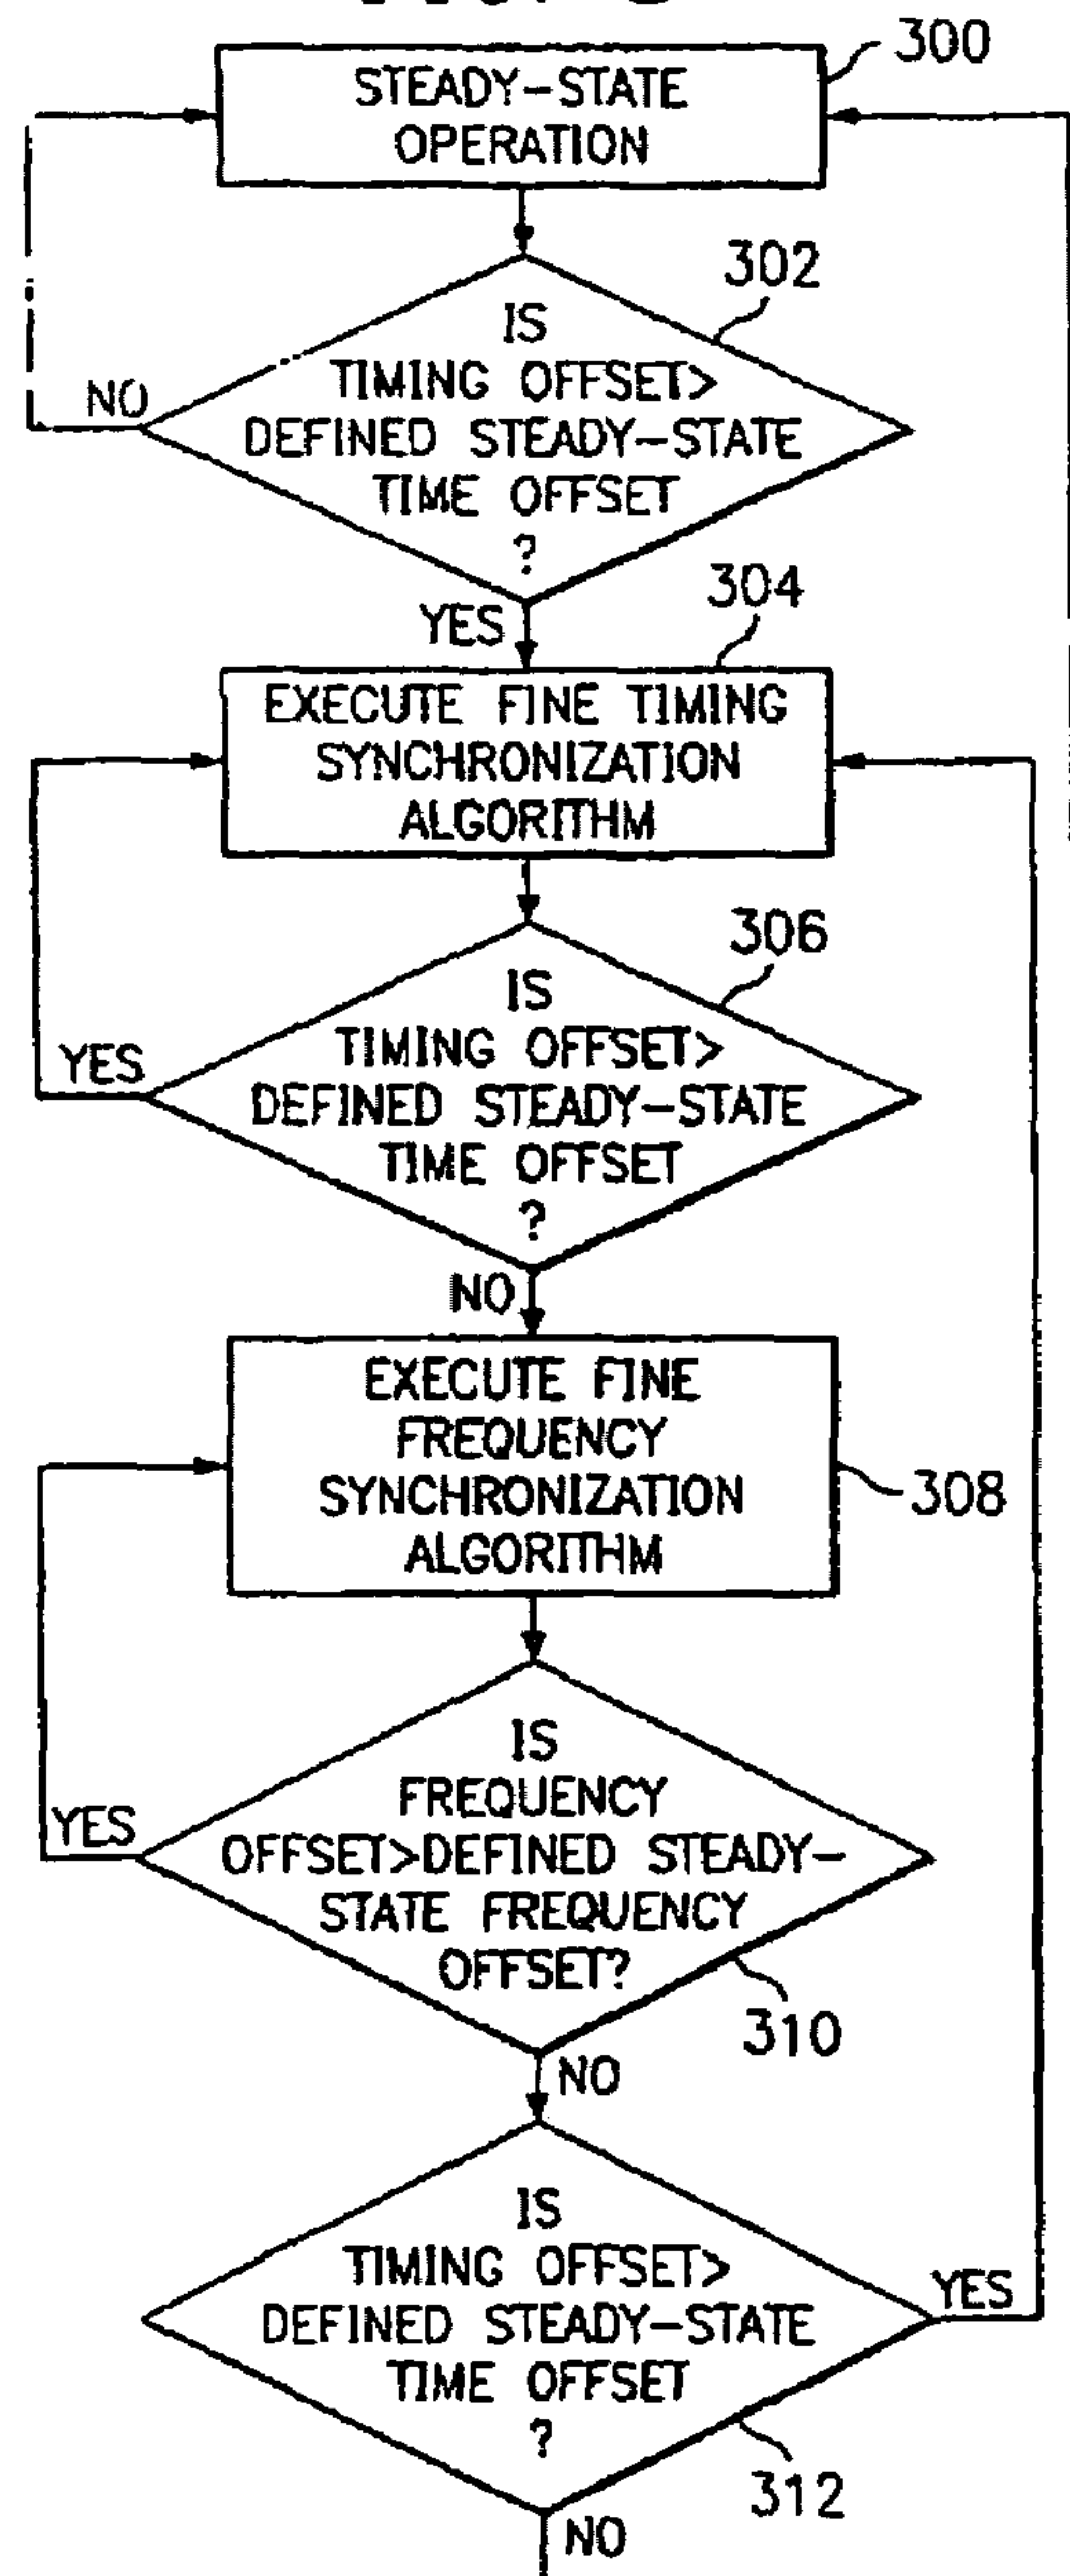 300
STEADY-STATE
OPERATION
302
IS
TIMING OFFSET>
DEFINED STEADY-STATE
TIME OFFSET
?
NO
YES
304
EXECUTE FINE TIMING
SYNCHRONIZATION
ALGORITHM
306
IS
TIMING OFFSET>
DEFINED STEADY-STATE
TIME OFFSET
?
YES
NO
EXECUTE FINE
FREQUENCY
SYNCHRONIZATION
ALGORITHM
308
IS
FREQUENCY
OFFSET>DEFINED STEADY-
STATE FREQUENCY
OFFSET?
YES
310
NO
IS
TIMING OFFSET>
DEFINED STEADY-STATE
TIME OFFSET
?
YES
312
NO